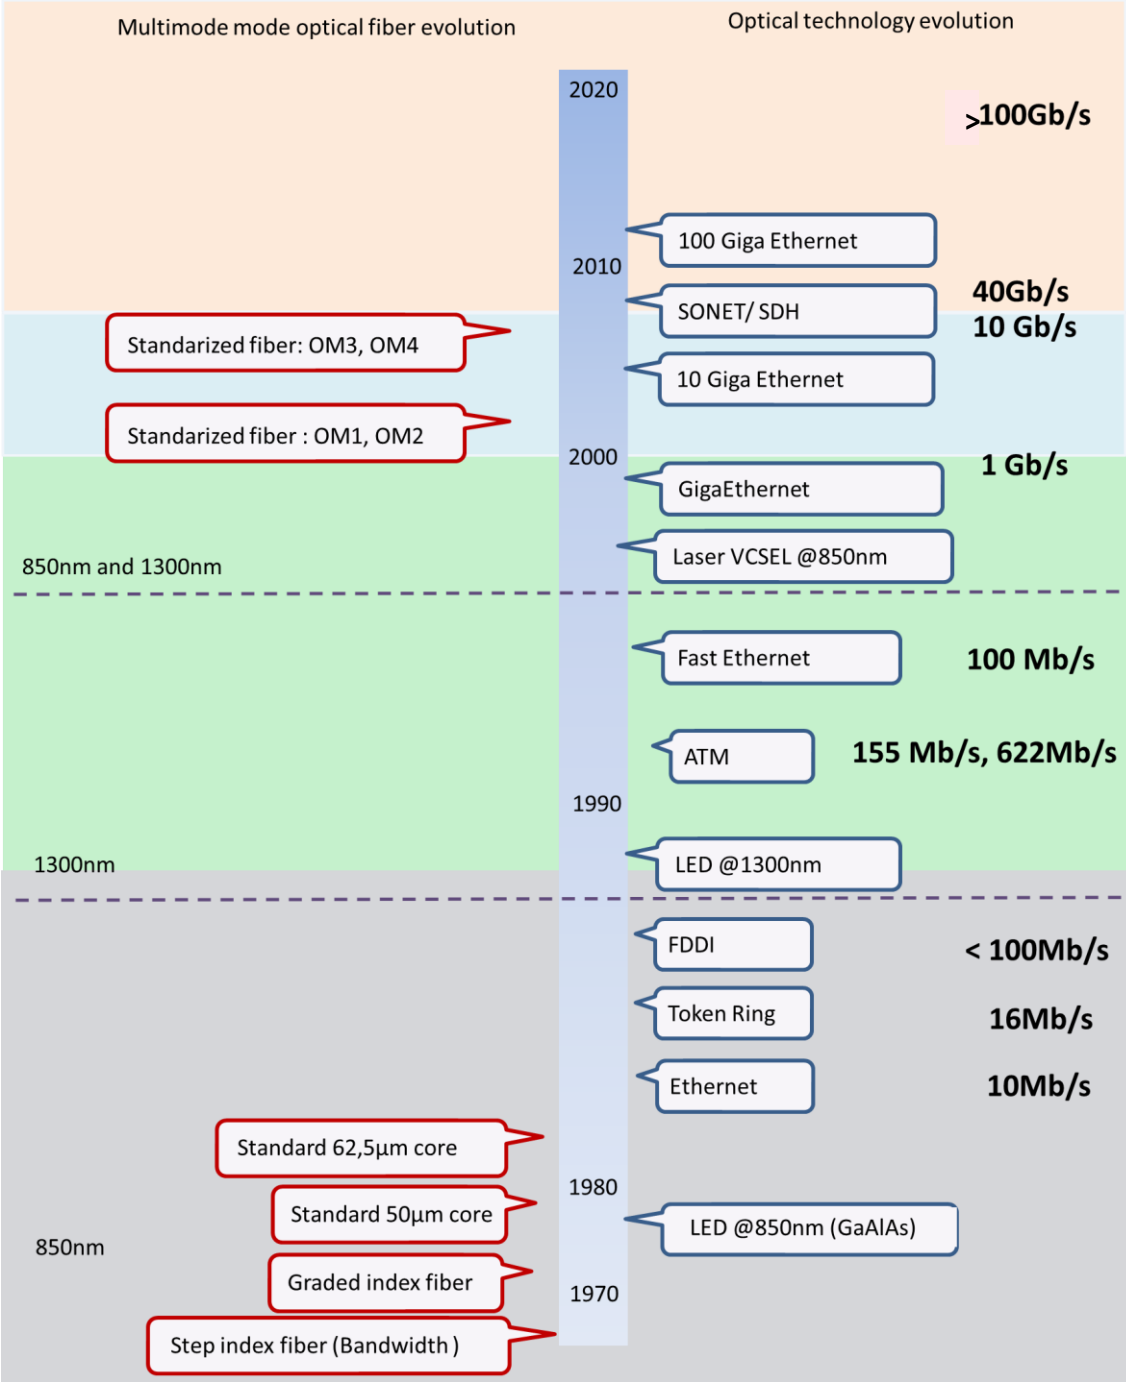 Multimode mode optical fiber evolution
Optical technology evolution
2020
>100Gb/s
100 Giga Ethernet
2010
40Gb/s
SONET/ SDH
10 Gb/s
Standarized fiber: OM3, OM4
10 Giga Ethernet
Standarized fiber : OM1, OM2
2000
1 Gb/s
GigaEthernet
Laser VCSEL @850nm
850nm and 1300nm
Fast Ethernet
100 Mb/s
ATM
155 Mb/s, 622Mb/s
1990
1300nm
LED @1300nm
FDDI
< 100Mb/s
Token Ring
16Mb/s
Ethernet
10Mb/s
Standard 62,5µm core
1980
Standard 50µm core
LED @850nm (GaAlAs)
850nm
Graded index fiber
1970
Step index fiber (Bandwidth )